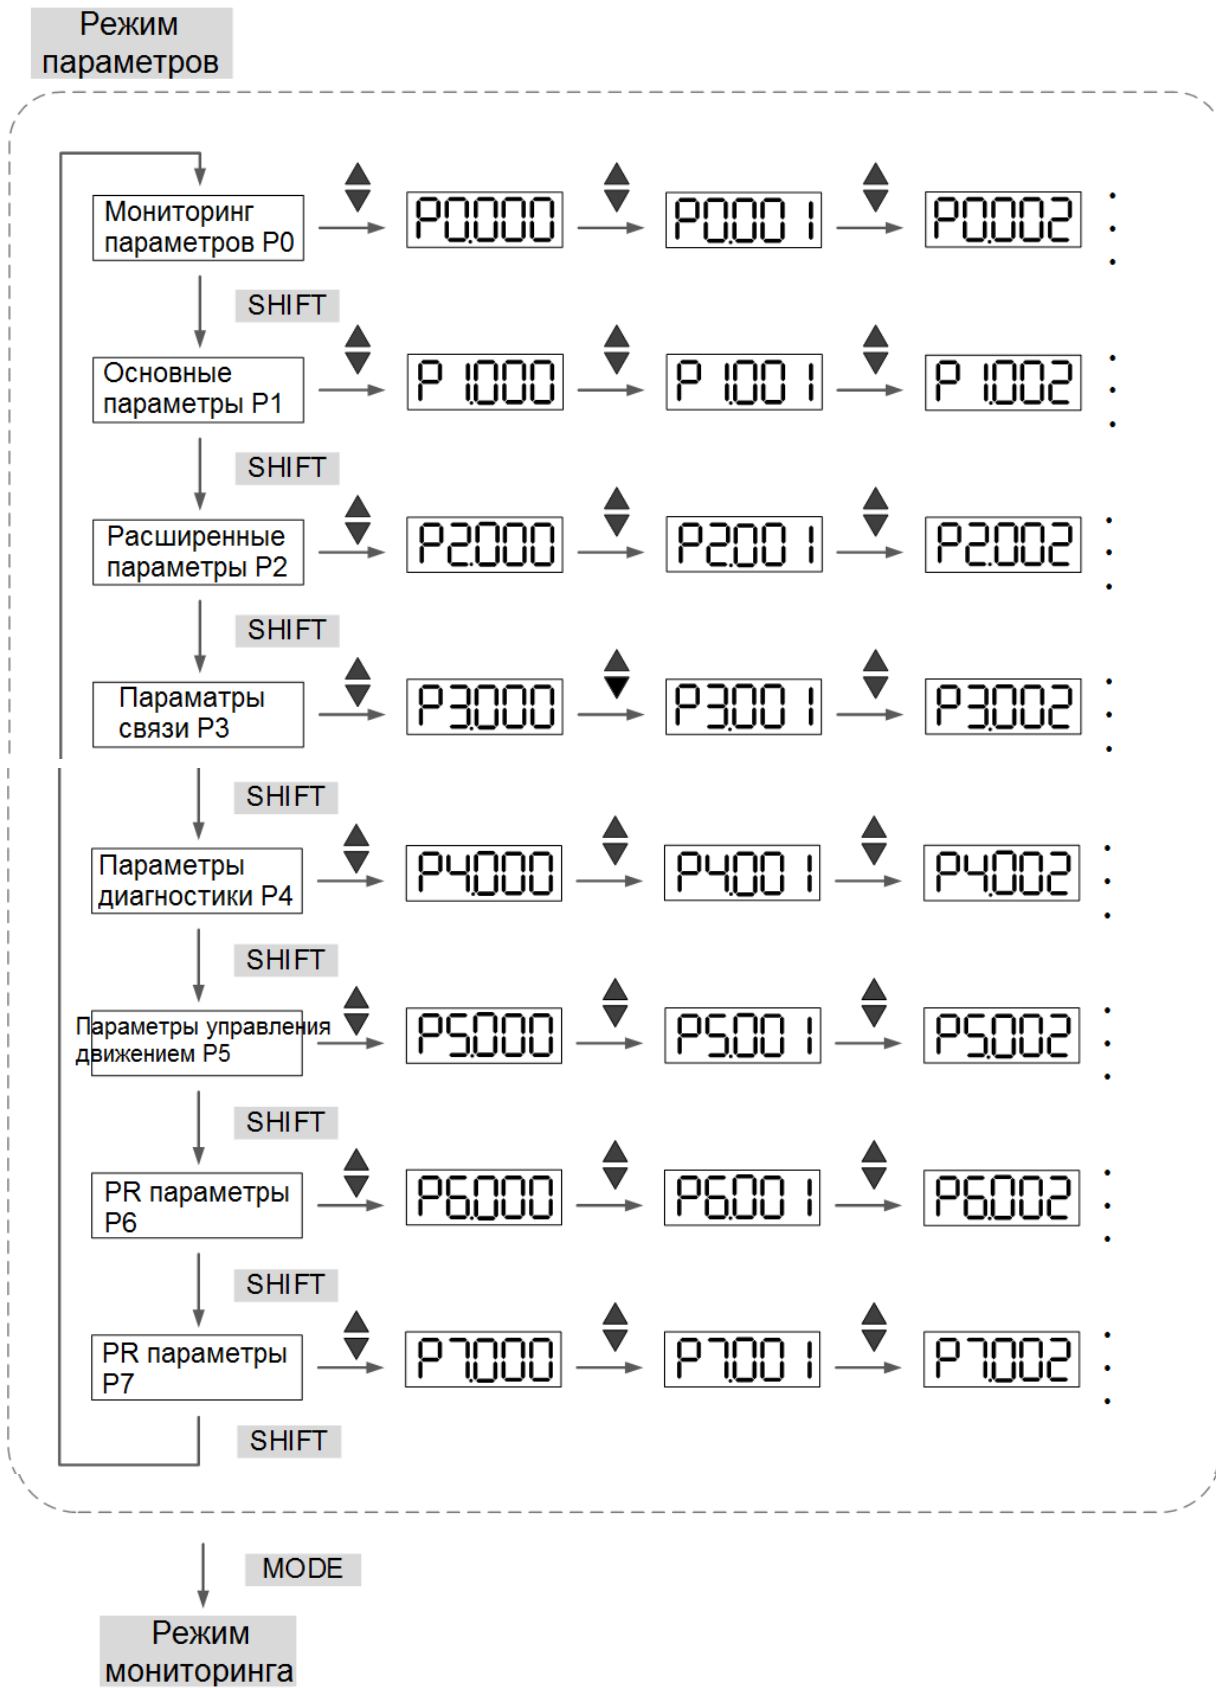 Режим
параметров
Мониторинг
параметров P0
P0.000
P0.001
P0.002
SHIFT
Основные
параметры P1
P1.000
P1.001
P1.002
SHIFT
Расширенные
параметры P2
P2.000
P2.001
P2.002
SHIFT
Параматры
связи P3
P3.000
P3.001
P3.002
SHIFT
Параметры
диагностики P4
P4.000
P4.001
P4.002
SHIFT
Параметры управления
движением P5
P5.000
P5.001
P5.002
SHIFT
PR параметры
P6
P6.000
P6.001
P6.002
SHIFT
PR параметры
P7
P7.000
P7.001
P7.002
SHIFT
MODE
Режим
мониторинга